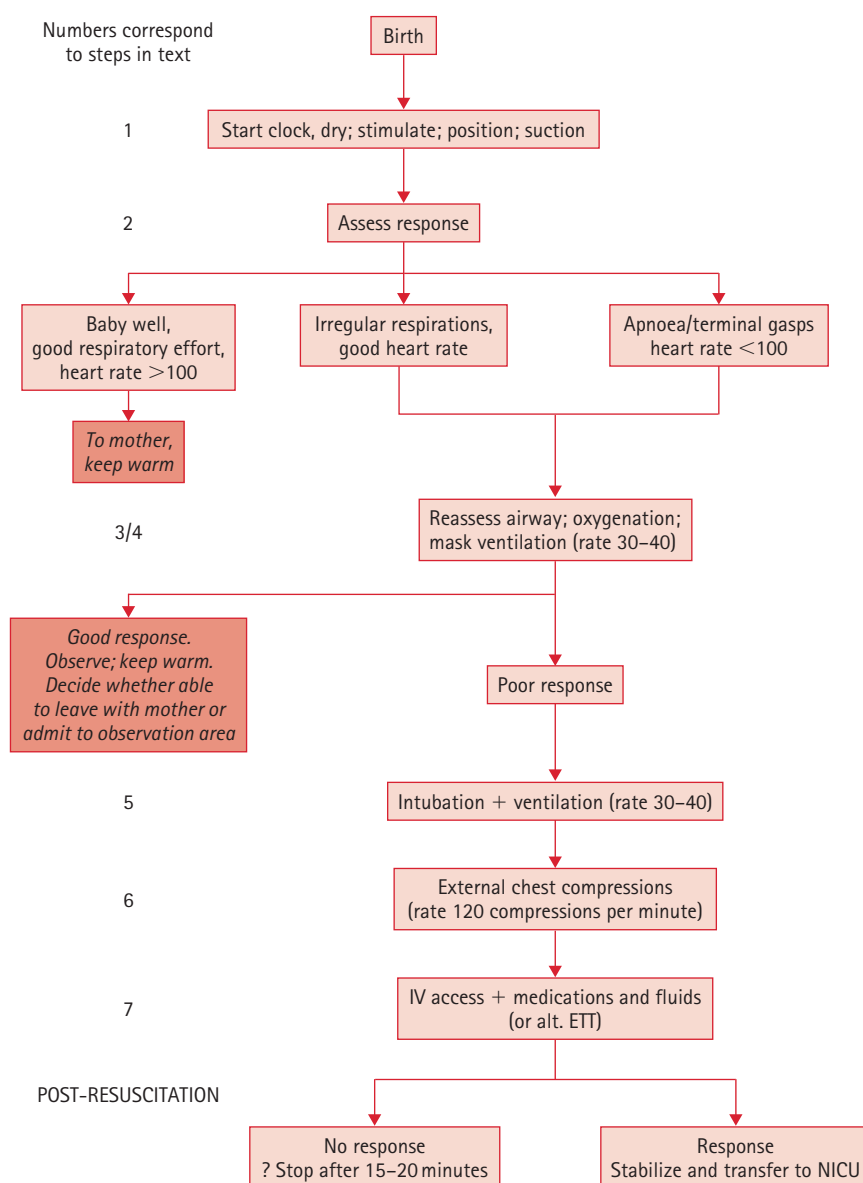 Numbers correspond
to steps in text
Birth
1
Start clock, dry; stimulate; position; suction
2
Assess response
Baby well,
good respiratory effort,
heart rate >100
Irregular respirations,
good heart rate
Apnoea/terminal gasps
heart rate <100
To mother,
keep warm
3/4
Reassess airway; oxygenation;
mask ventilation (rate 30–40)
Good response.
Observe; keep warm.
Decide whether able
to leave with mother or
admit to observation area
Poor response
5
Intubation + ventilation (rate 30–40)
6
External chest compressions
(rate 120 compressions per minute)
7
IV access + medications and fluids
(or alt. ETT)
POST-RESUSCITATION
No response
? Stop after 15–20 minutes
Response
Stabilize and transfer to NICU